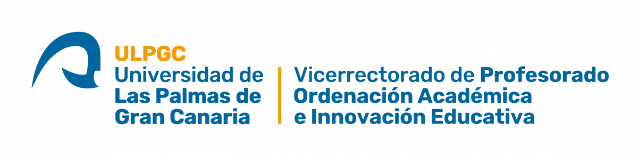 ULPGC
Universidad de
Las Palmas de
Gran Canaria
Vicerrectorado de Profesorado
Ordenación Académica
e Innovación Educativa